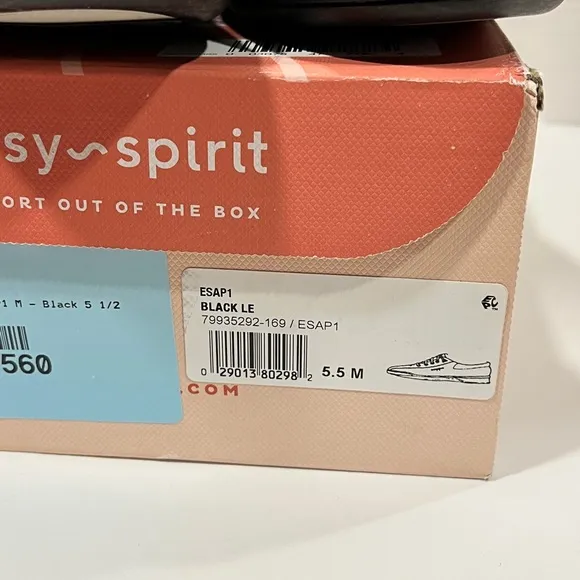 sy~spirit
ORT OUT OF THE BOX
1 M - Black 5 1/2
560
.COM
ESAP1
BLACK LE
79935292-169 / ESAP1
0 29013 80298 2 5.5 M